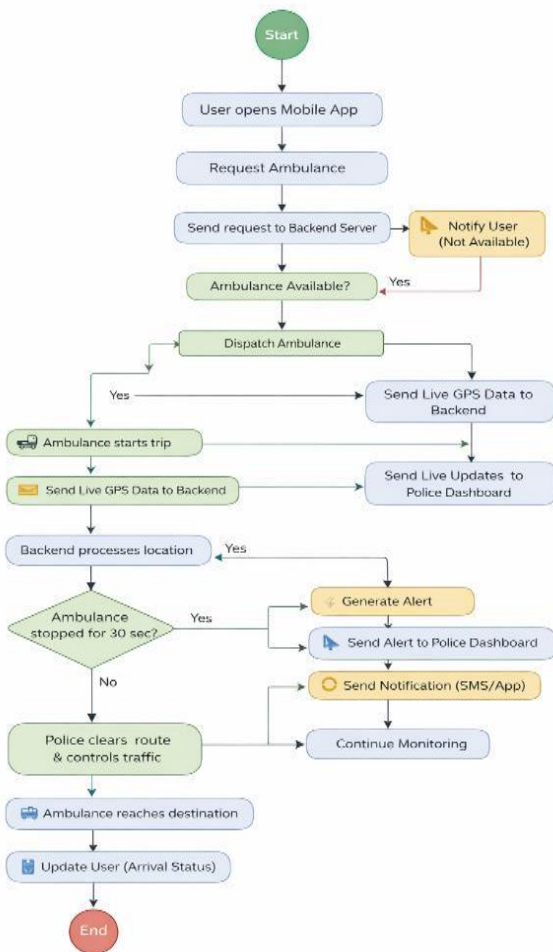 Start
User opens Mobile App
Request Ambulance
Send request to Backend Server
Notify User
(Not Available)
Ambulance Available?
Yes
Dispatch Ambulance
Yes
Send Live GPS Data to
Backend
Ambulance starts trip
Send Live GPS Data to Backend
Send Live Updates to
Police Dashboard
Backend processes location
Yes
Generate Alert
Ambulance
stopped for 30 sec?
Yes
Send Alert to Police Dashboard
No
Send Notification (SMS/App)
Police clears route
& controls traffic
Continue Monitoring
Ambulance reaches destination
Update User (Arrival Status)
End